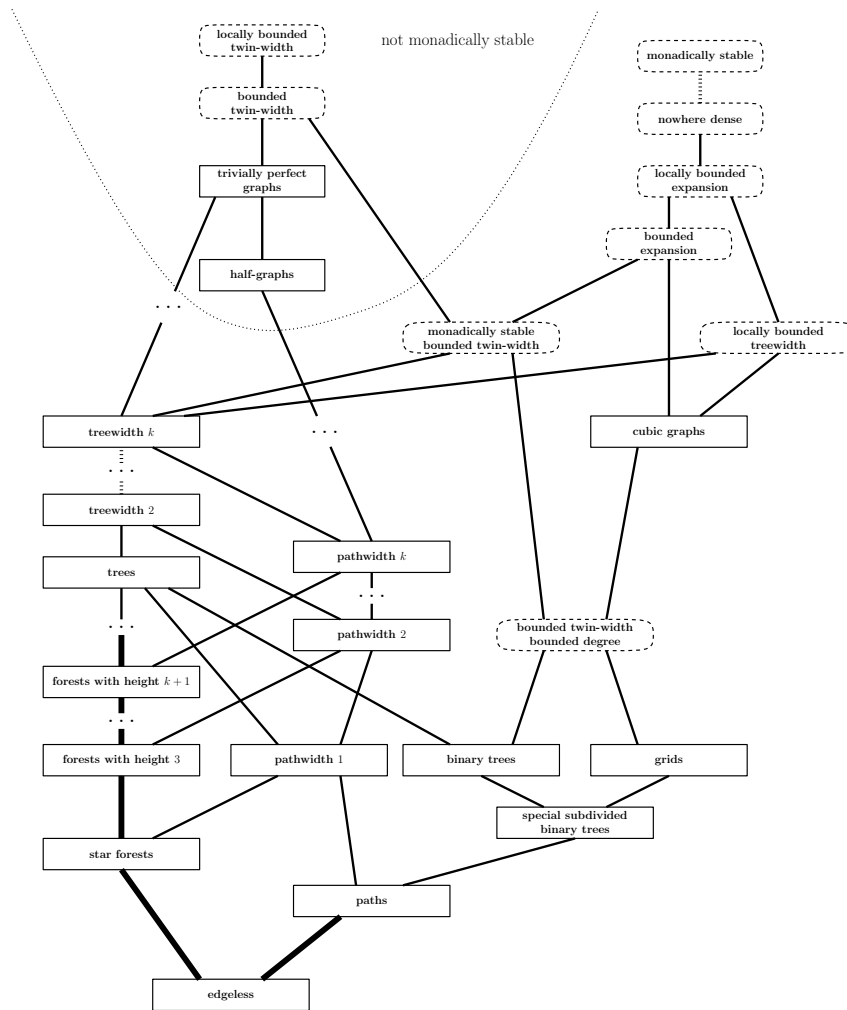 locally bounded
twin-width
not monadically stable
monadically stable
bounded
twin-width
nowhere dense
trivially perfect
graphs
locally bounded
expansion
bounded
expansion
half-graphs
. . .
monadically stable
bounded twin-width
locally bounded
treewidth
treewidth k
. . .
cubic graphs
. . .
treewidth 2
pathwidth k
trees
. . .
. . .
pathwidth 2
bounded twin-width
bounded degree
forests with height k + 1
. . .
forests with height 3
pathwidth 1
binary trees
grids
special subdivided
binary trees
star forests
paths
edgeless